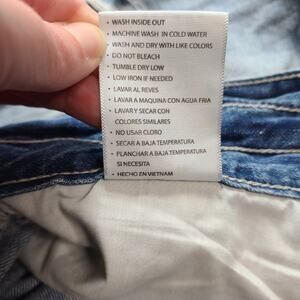 • WASH INSIDE OUT
• MACHINE WASH IN COLD WATER
• WASH AND DRY WITH LIKE COLORS
• DO NOT BLEACH
• TUMBLE DRY LOW
• LOW IRON IF NEEDED
• LAVAR AL REVES
• LAVAR A MAQUINA CON AGUA FRIA
• LAVAR Y SECAR CON
COLORES SIMILARES
• NO USAR CLORO
• SECAR A BAJA TEMPERATURA
• PLANCHAR A BAJA TEMPERATURA
SI NECESITA
• HECHO EN VIETNAM